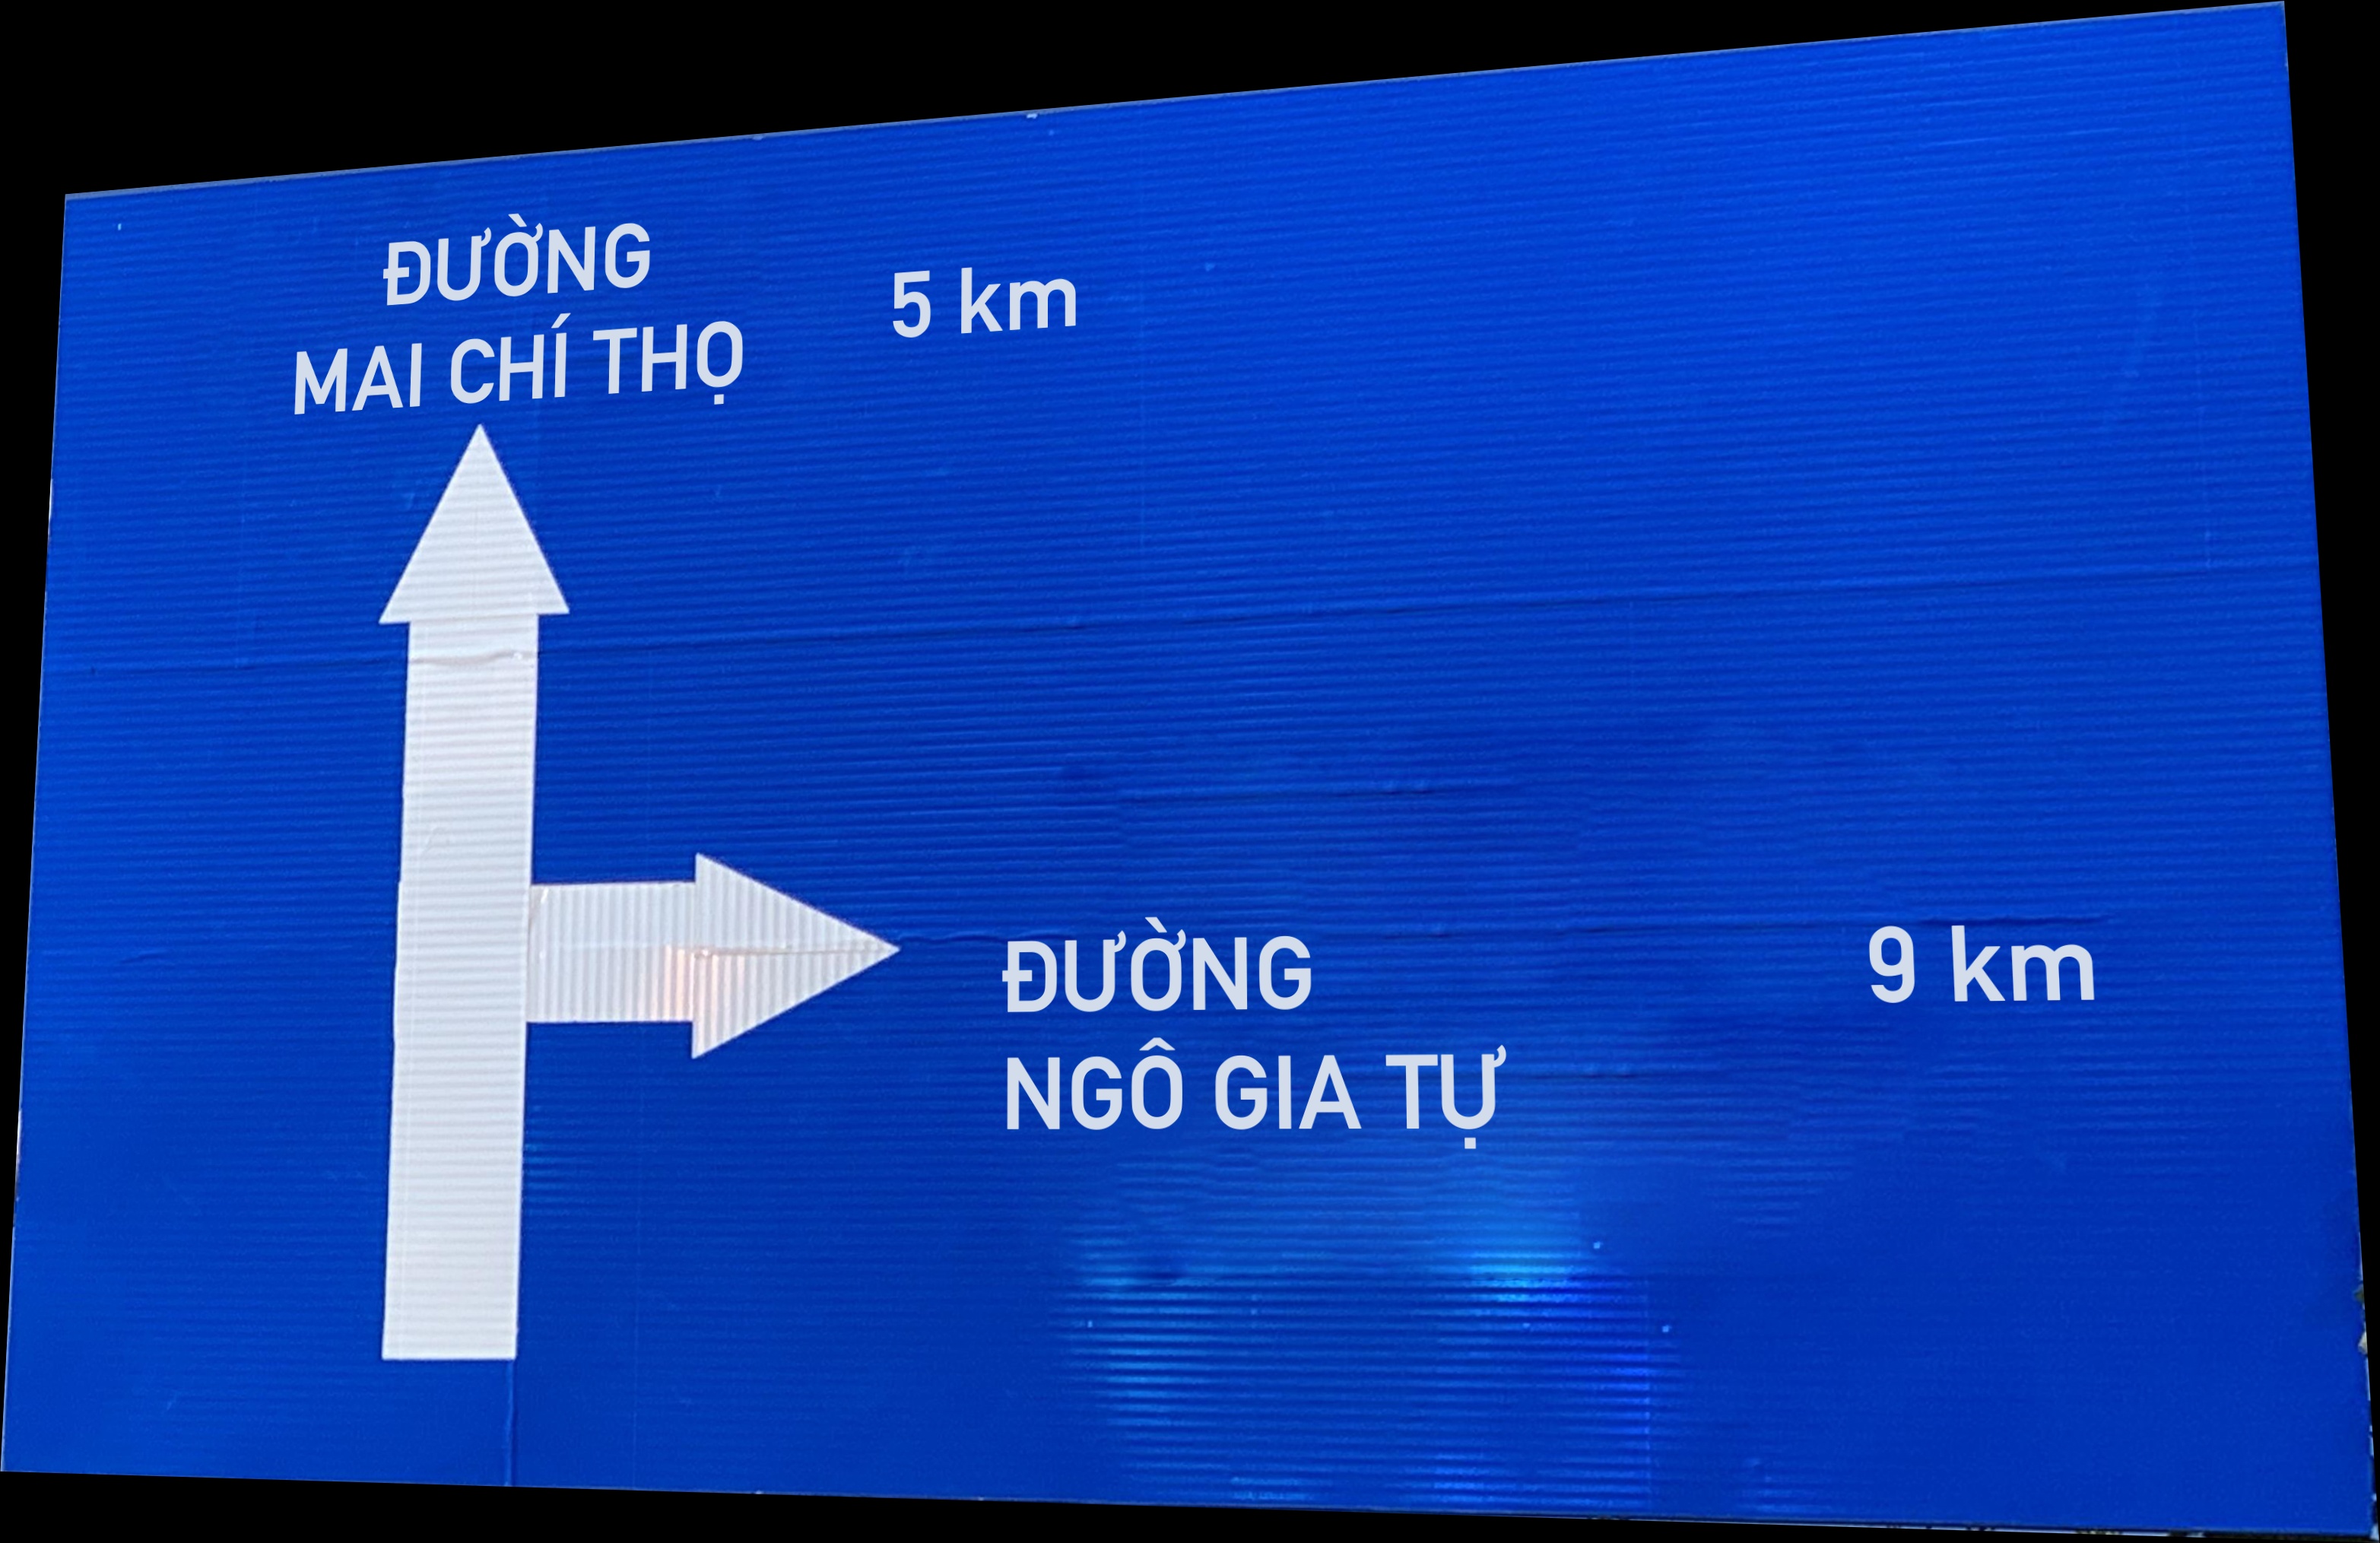 ĐƯỜNG
MAI CHÍ THỌ
5 km
ĐƯỜNG
NGÔ GIA TỰ
9 km